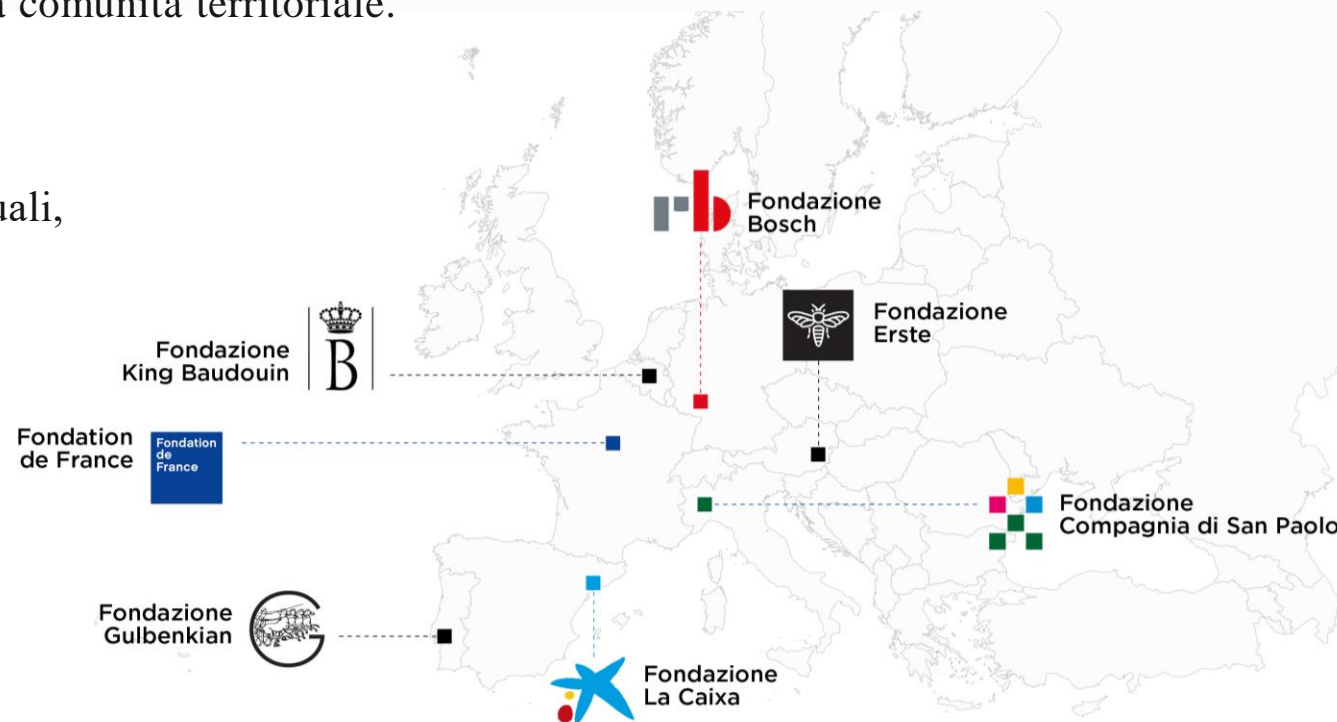 comunità territoriale.
uali,
Fondazione
Bosch
rb
Fondazione
Erste
Fondazione
King Baudouin
B
Fondation
de France
Fondation
de
France
Fondazione
Compagnia di San Paolo
Fondazione
Gulbenkian
G
Fondazione
La Caixa